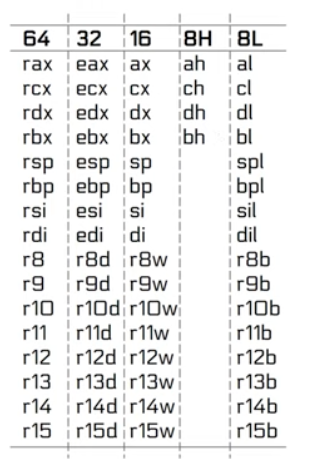 64 32 16 8H 8L
rax eax ax ah al
rcx ecx cx ch cl
rdx edx dx dh dl
rbx ebx bx bh bl
rsp esp sp spl
rbp ebp bp bpl
rsi esi si sil
rdi edi di dil
r8 r8d r8w r8b
r9 r9d r9w r9b
r10 r10d r10w r10b
r11 r11d r11w r11b
r12 r12d r12w r12b
r13 r13d r13w r13b
r14 r14d r14w r14b
r15 r15d r15w r15b